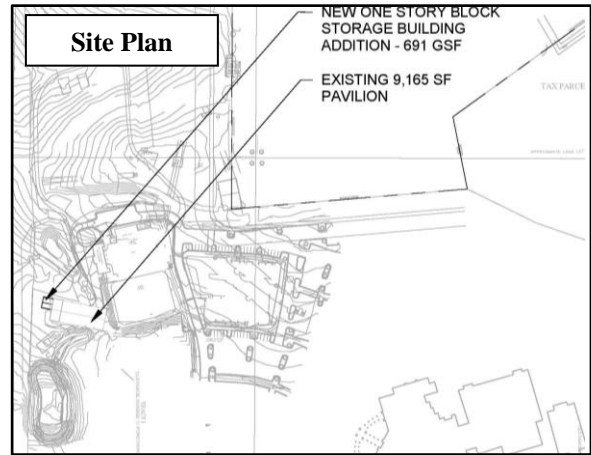 NEW ONE STORY BLOCK
STORAGE BUILDING
ADDITION - 691 GSF
Site Plan
EXISTING 9,165 SF
PAVILION
TAX PARCE